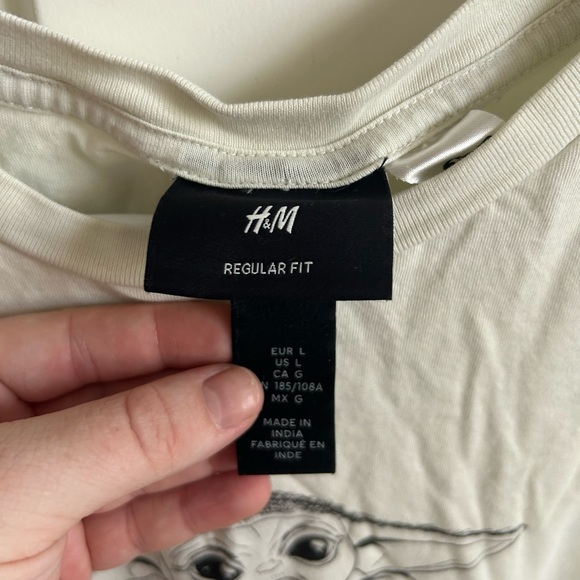 H&M
REGULAR FIT
EUR L
US L
CA G
N 185/108A
MX G
MADE IN
INDIA
FABRIQUÉ EN
INDE